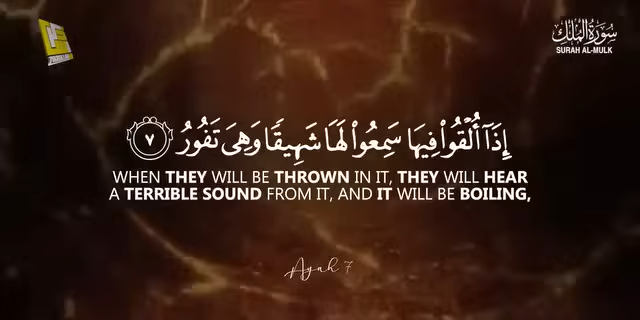 سُورَةُ الْمُلْكِ
SURAH AL-MULK
إِذَآ أُلْقُوا۟ فِيهَا سَمِعُوا۟ لَهَا شَهِيقًا وَهِىَ تَفُورُ ٧
WHEN THEY WILL BE THROWN IN IT, THEY WILL HEAR
A TERRIBLE SOUND FROM IT, AND IT WILL BE BOILING,
Ayah 7